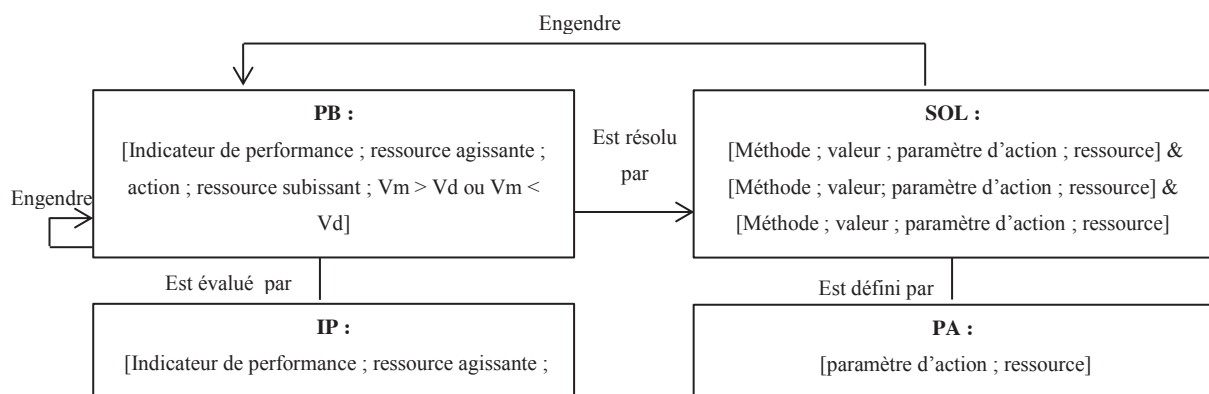 Engendre
PB :
[Indicateur de performance ; ressource agissante ;
action ; ressource subissant ; Vm > Vd ou Vm <
Vd]
Engendre
Est résolu
par
SOL :
[Méthode ; valeur ; paramètre d’action ; ressource] &
[Méthode ; valeur; paramètre d’action ; ressource] &
[Méthode ; valeur ; paramètre d’action ; ressource]
Est évalué par
Est défini par
IP :
[Indicateur de performance ; ressource agissante ;
PA :
[paramètre d’action ; ressource]